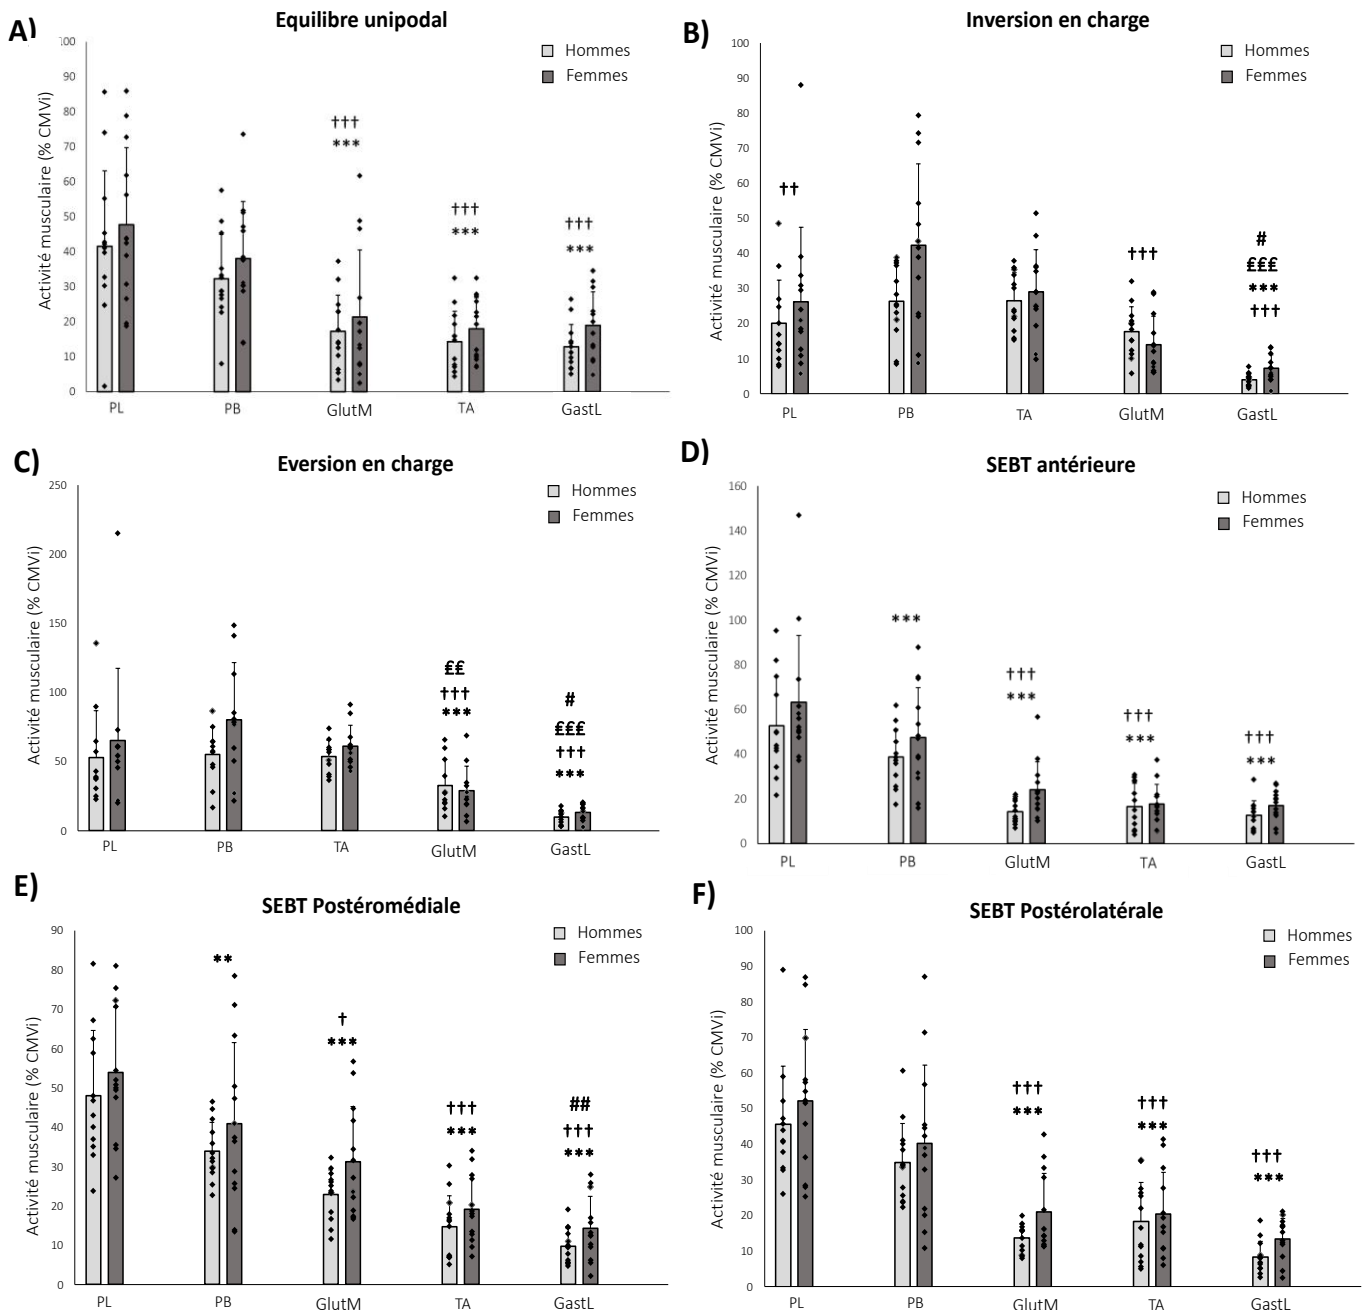 A)
Equilibre unipodal
Hommes
Femmes
Activité musculaire (% CMVi)
100
90
80
70
60
50
40
30
20
10
0
†††
***
†††
***
†††
***
PL
PB
GlutM
TA
GastL
B)
Inversion en charge
Hommes
Femmes
Activité musculaire (% CMVi)
100
90
80
70
60
50
40
30
20
10
0
††
†††
#
£££
***
†††
PL
PB
TA
GlutM
GastL
C)
Eversion en charge
Hommes
Femmes
Activité musculaire (% CMVi)
250
200
150
100
50
0
££
†††
***
#
£££
†††
***
PL
PB
TA
GlutM
GastL
D)
SEBT antérieure
Hommes
Femmes
Activité musculaire (% CMVi)
160
140
120
100
80
60
40
20
0
***
†††
***
†††
***
†††
***
PL
PB
GlutM
TA
GastL
E)
SEBT Postéromédiale
Hommes
Femmes
Activité musculaire (% CMVi)
90
80
70
60
50
40
30
20
10
0
**
†
***
†††
***
##
†††
***
PL
PB
GlutM
TA
GastL
F)
SEBT Postérolatérale
Hommes
Femmes
Activité musculaire (% CMVi)
100
90
80
70
60
50
40
30
20
10
0
†††
***
†††
***
†††
***
PL
PB
GlutM
TA
GastL